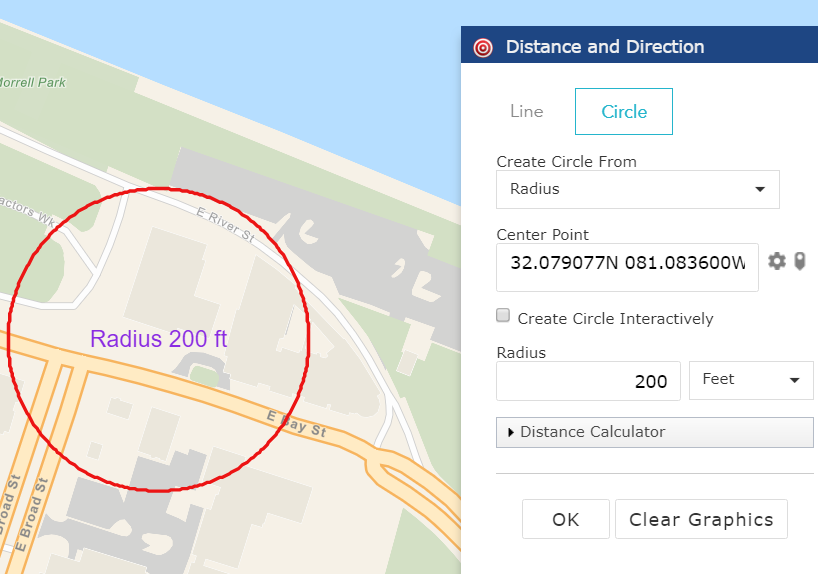 Morrell Park
actors Wk
E River St
Radius 200 ft
E Bay St
Broad St
E Broad St
Distance and Direction
Line
Circle
Create Circle From
Radius
Center Point
32.079077N 081.083600W
Create Circle Interactively
Radius
200
Feet
Distance Calculator
OK
Clear Graphics